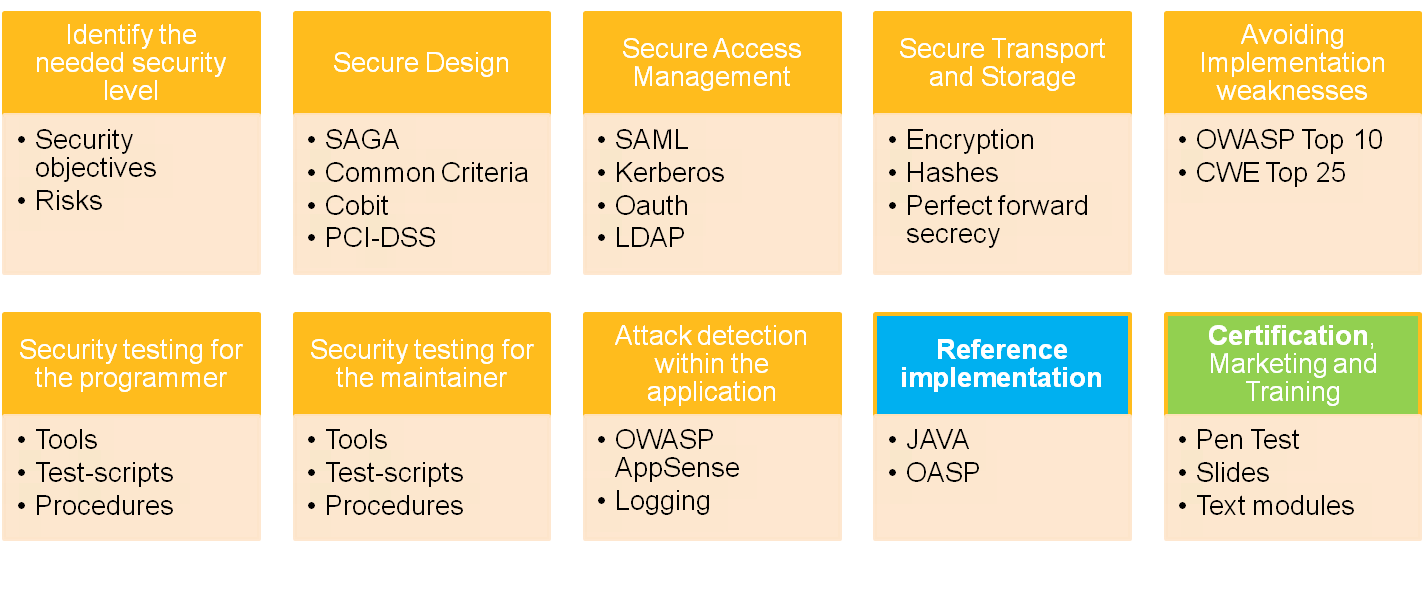 Identify the
needed security
level
• Security
objectives
• Risks
Secure Design
• SAGA
• Common Criteria
• Cobit
• PCI-DSS
Secure Access
Management
• SAML
• Kerberos
• Oauth
• LDAP
Secure Transport
and Storage
• Encryption
• Hashes
• Perfect forward
secrecy
Avoiding
Implementation
weaknesses
• OWASP Top 10
• CWE Top 25
Security testing for
the programmer
• Tools
• Test-scripts
• Procedures
Security testing for
the maintainer
• Tools
• Test-scripts
• Procedures
Attack detection
within the
application
• OWASP
AppSense
• Logging
Reference
implementation
• JAVA
• OASP
Certification,
Marketing and
Training
• Pen Test
• Slides
• Text modules